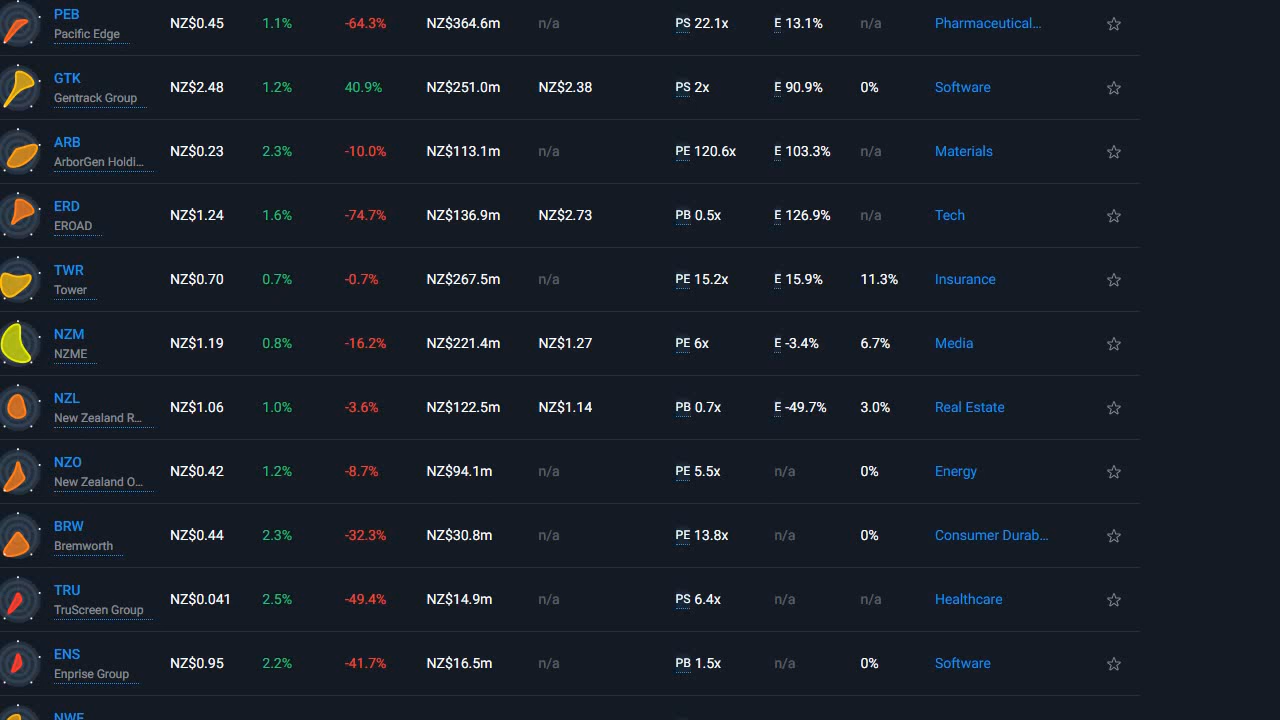 PEB NZ$0.45 1.1% -64.3% NZ$364.6m n/a PS 22.1x E 13.1% n/a Pharmaceutical...
Pacific Edge
GTK NZ$2.48 1.2% 40.9% NZ$251.0m NZ$2.38 PS 2x E 90.9% 0% Software
Gentrack Group
ARB NZ$0.23 2.3% -10.0% NZ$113.1m n/a PE 120.6x E 103.3% n/a Materials
ArborGen Holdi...
ERD NZ$1.24 1.6% -74.7% NZ$136.9m NZ$2.73 PB 0.5x E 126.9% n/a Tech
EROAD
TWR NZ$0.70 0.7% -0.7% NZ$267.5m n/a PE 15.2x E 15.9% 11.3% Insurance
Tower
NZM NZ$1.19 0.8% -16.2% NZ$221.4m NZ$1.27 PE 6x E -3.4% 6.7% Media
NZME
NZL NZ$1.06 1.0% -3.6% NZ$122.5m NZ$1.14 PB 0.7x E -49.7% 3.0% Real Estate
New Zealand R...
NZO NZ$0.42 1.2% -8.7% NZ$94.1m n/a PE 5.5x n/a 0% Energy
New Zealand O...
BRW NZ$0.44 2.3% -32.3% NZ$30.8m n/a PE 13.8x n/a 0% Consumer Durab...
Bremworth
TRU NZ$0.041 2.5% -49.4% NZ$14.9m n/a PS 6.4x n/a n/a Healthcare
TruScreen Group
ENS NZ$0.95 2.2% -41.7% NZ$16.5m n/a PB 1.5x n/a 0% Software
Enprise Group